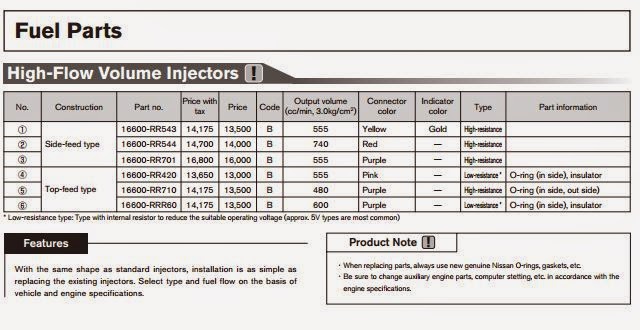 Fuel Parts
High-Flow Volume Injectors !
No. Construction Part no. Price with tax Price Code Output volume (cc/min, 3.0kg/cm²) Connector color Indicator color Type Part information
① Side-feed type 16600-RR543 14,175 13,500 B 555 Yellow Gold High-resistance
② 16600-RR544 14,700 14,000 B 740 Red — High-resistance
③ 16600-RR701 16,800 16,000 B 555 Purple — High-resistance
④ Top-feed type 16600-RR420 13,650 13,000 B 555 Pink — Low-resistance * O-ring (in side), insulator
⑤ 16600-RR710 14,175 13,500 B 480 Purple — Low-resistance * O-ring (in side, out side)
⑥ 16600-RRR60 14,175 13,500 B 600 Purple — Low-resistance * O-ring (in side), insulator
* Low-resistance type: Type with internal resistor to reduce the suitable operating voltage (approx. 5V types are most common)
Features
With the same shape as standard injectors, installation is as simple as
replacing the existing injectors. Select type and fuel flow on the basis of
vehicle and engine specifications.
Product Note !
· When replacing parts, always use new genuine Nissan O-rings, gaskets, etc.
· Be sure to change auxiliary engine parts, computer stetting, etc. in accordance with the
engine specifications.